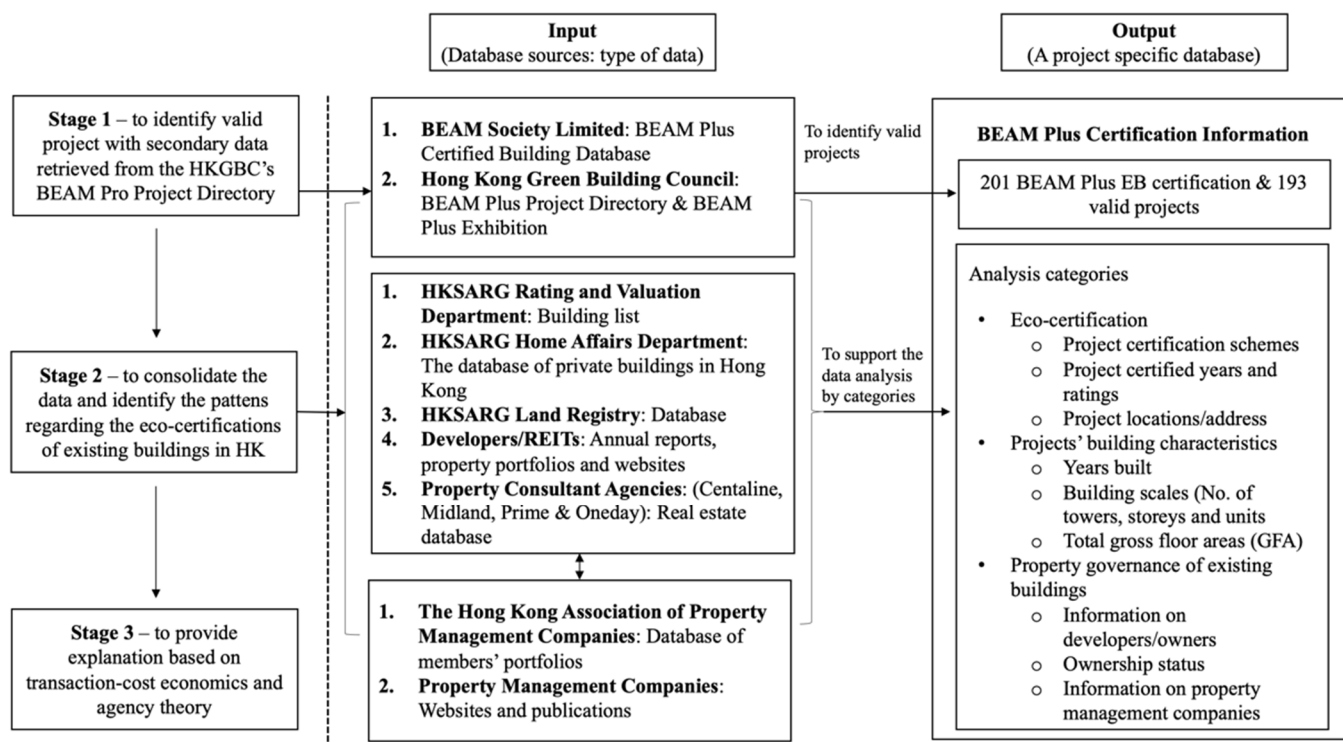 Input
(Database sources: type of data)
Output
(A project specific database)
Stage 1 – to identify valid
project with secondary data
retrieved from the HKGBC’s
BEAM Pro Project Directory
Stage 2 – to consolidate the
data and identify the pattens
regarding the eco-certifications
of existing buildings in HK
Stage 3 – to provide
explanation based on
transaction-cost economics and
agency theory
1. BEAM Society Limited: BEAM Plus
Certified Building Database
2. Hong Kong Green Building Council:
BEAM Plus Project Directory & BEAM
Plus Exhibition
1. HKSARG Rating and Valuation
Department: Building list
2. HKSARG Home Affairs Department:
The database of private buildings in Hong
Kong
3. HKSARG Land Registry: Database
4. Developers/REITs: Annual reports,
property portfolios and websites
5. Property Consultant Agencies: (Centaline,
Midland, Prime & Oneday): Real estate
database
1. The Hong Kong Association of Property
Management Companies: Database of
members’ portfolios
2. Property Management Companies:
Websites and publications
To identify valid
projects
To support the
data analysis
by categories
BEAM Plus Certification Information
201 BEAM Plus EB certification & 193
valid projects
Analysis categories
• Eco-certification
o Project certification schemes
o Project certified years and
ratings
o Project locations/address
• Projects’ building characteristics
o Years built
o Building scales (No. of
towers, storeys and units
o Total gross floor areas (GFA)
• Property governance of existing
buildings
o Information on
developers/owners
o Ownership status
o Information on property
management companies